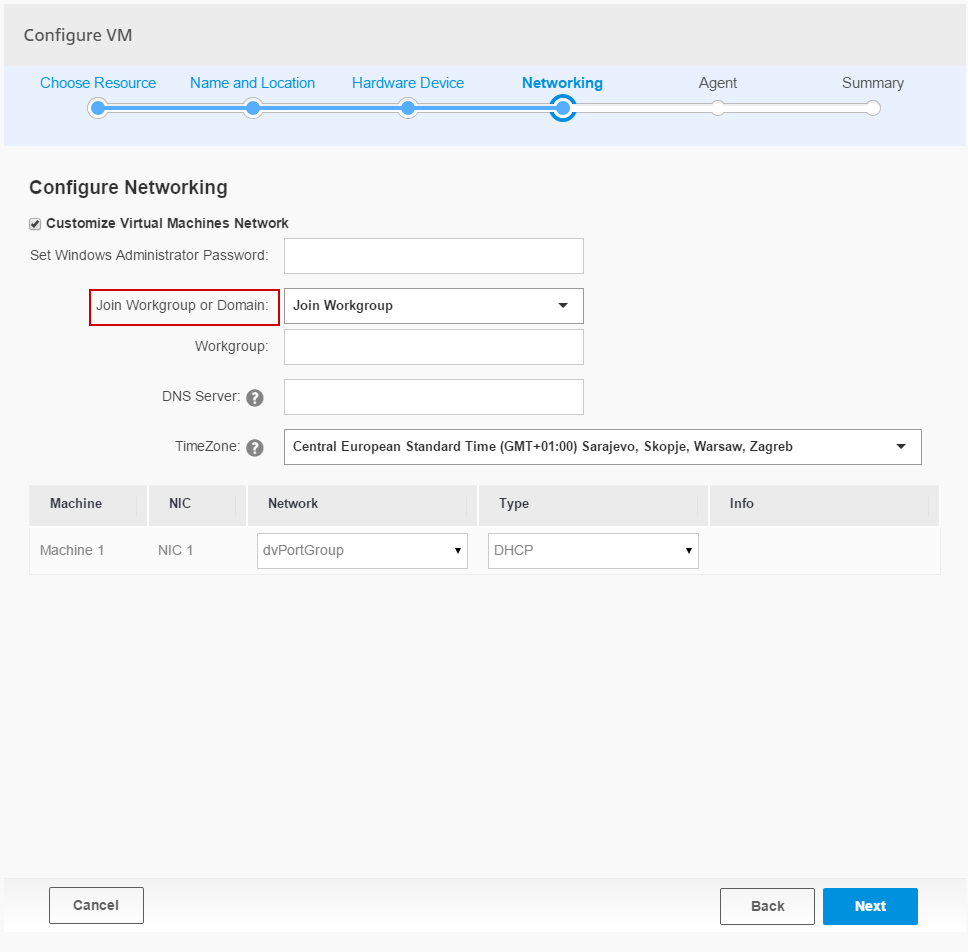 Configure VM
Choose Resource Name and Location Hardware Device Networking Agent Summary
Configure Networking
Customize Virtual Machines Network
Set Windows Administrator Password:
Join Workgroup or Domain: Join Workgroup
Workgroup:
DNS Server: ?
TimeZone: ? Central European Standard Time (GMT+01:00) Sarajevo, Skopje, Warsaw, Zagreb
Machine NIC Network Type Info
Machine 1 NIC 1 dvPortGroup DHCP
Cancel Back Next